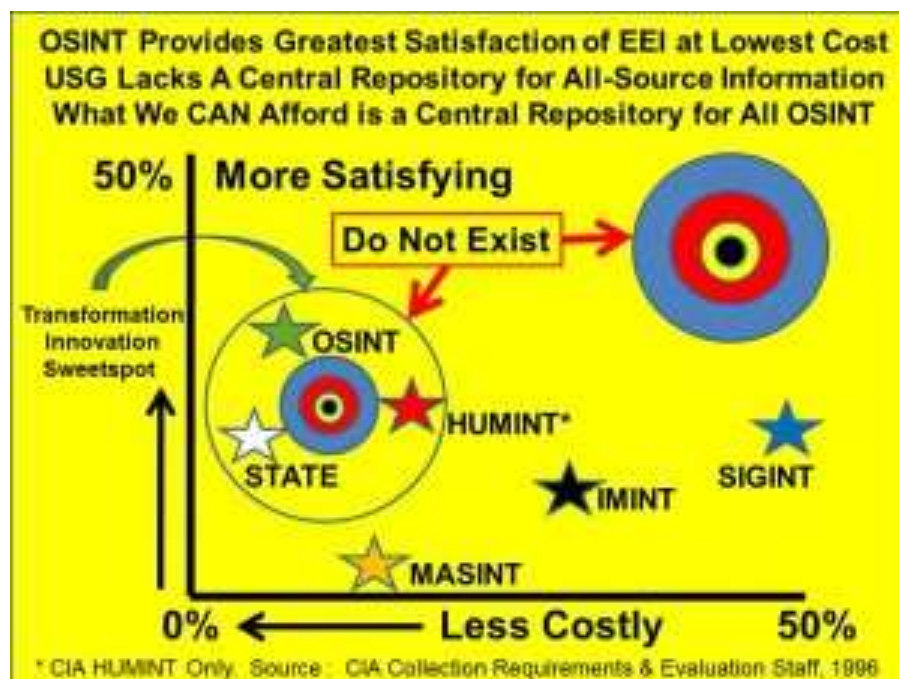 OSINT Provides Greatest Satisfaction of EEI at Lowest Cost
USG Lacks A Central Repository for All-Source Information
What We CAN Afford is a Central Repository for All OSINT
50%
More Satisfying
Do Not Exist
Transformation
Innovation
Sweetspot
OSINT
HUMINT*
STATE
SIGINT
IMINT
MASINT
0%
Less Costly
50%
* CIA HUMINT Only. Source : CIA Collection Requirements & Evaluation Staff, 1996